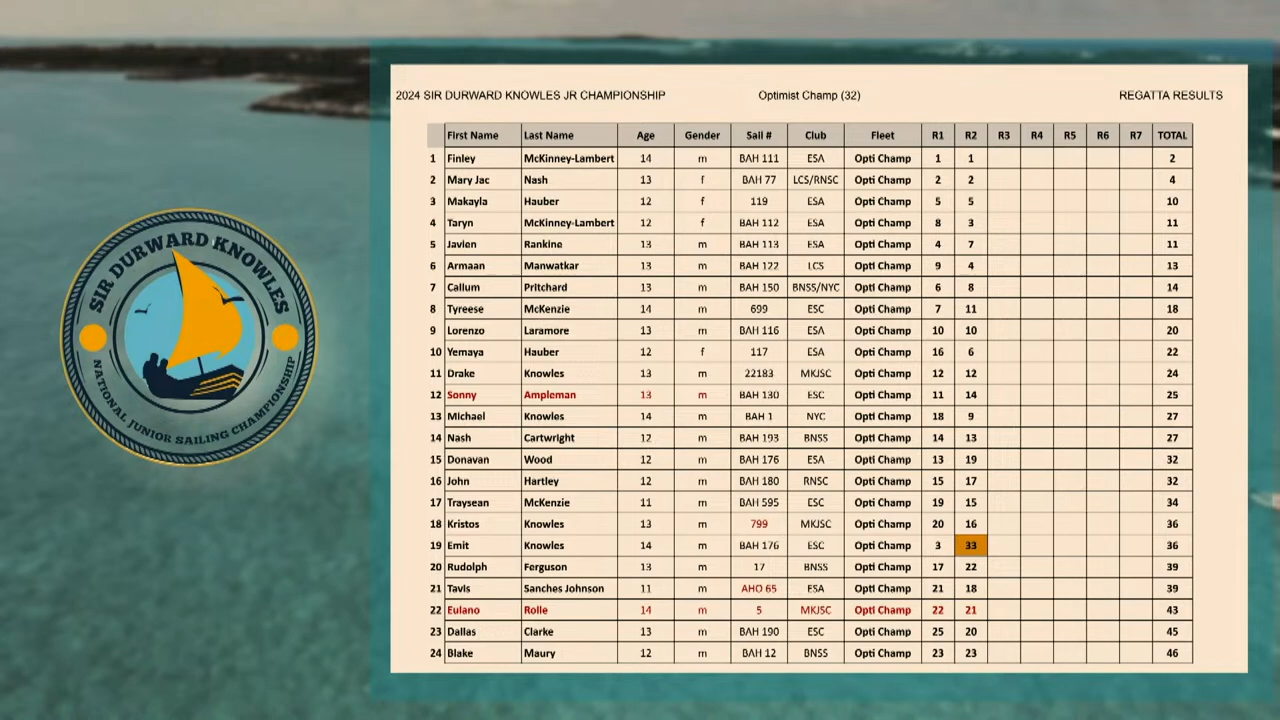 SIR DURWARD KNOWLES
NATIONAL JUNIOR SAILING CHAMPIONSHIP
2024 SIR DURWARD KNOWLES JR CHAMPIONSHIP Optimist Champ (32) REGATTA RESULTS
First Name Last Name Age Gender Sail # Club Fleet R1 R2 R3 R4 R5 R6 R7 TOTAL
1 Finley McKinney-Lambert 14 m BAH 111 ESA Opti Champ 1 1 2
2 Mary Jac Nash 13 f BAH 77 LCS/RNSC Opti Champ 2 2 4
3 Makayla Hauber 12 f 119 ESA Opti Champ 5 5 10
4 Taryn McKinney-Lambert 12 f BAH 112 ESA Opti Champ 8 3 11
5 Javien Rankine 13 m BAH 113 ESA Opti Champ 4 7 11
6 Armaan Manwatkar 13 m BAH 122 LCS Opti Champ 9 4 13
7 Callum Pritchard 13 m BAH 150 BNSS/NYC Opti Champ 6 8 14
8 Tyreese McKenzie 14 m 699 ESC Opti Champ 7 11 18
9 Lorenzo Laramore 13 m BAH 116 ESA Opti Champ 10 10 20
10 Yemaya Hauber 12 f 117 ESA Opti Champ 16 6 22
11 Drake Knowles 13 m 22183 MKJSC Opti Champ 12 12 24
12 Sonny Ampleman 13 m BAH 130 ESC Opti Champ 11 14 25
13 Michael Knowles 14 m BAH 1 NYC Opti Champ 18 9 27
14 Nash Cartwright 12 m BAH 193 BNSS Opti Champ 14 13 27
15 Donavan Wood 12 m BAH 176 ESA Opti Champ 13 19 32
16 John Hartley 12 m BAH 180 RNSC Opti Champ 15 17 32
17 Traysean McKenzie 11 m BAH 595 ESC Opti Champ 19 15 34
18 Kristos Knowles 13 m 799 MKJSC Opti Champ 20 16 36
19 Emit Knowles 14 m BAH 176 ESC Opti Champ 3 33 36
20 Rudolph Ferguson 13 m 17 BNSS Opti Champ 17 22 39
21 Tavis Sanches Johnson 11 m AHO 65 ESA Opti Champ 21 18 39
22 Eulano Rolle 14 m 5 MKJSC Opti Champ 22 21 43
23 Dallas Clarke 13 m BAH 190 ESC Opti Champ 25 20 45
24 Blake Maury 12 m BAH 12 BNSS Opti Champ 23 23 46